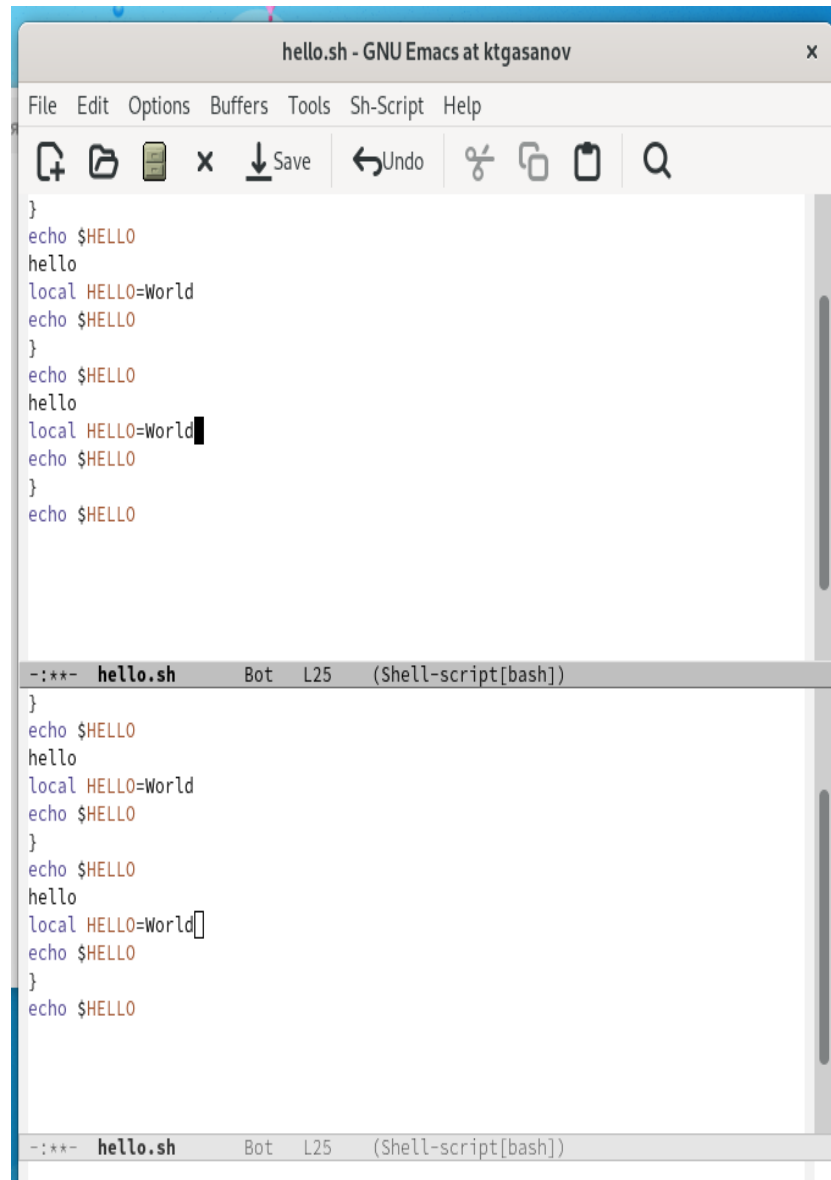 hello.sh - GNU Emacs at ktgasanov x
File Edit Options Buffers Tools Sh-Script Help
Save Undo
}
echo $HELLO
hello
local HELLO=World
echo $HELLO
}
echo $HELLO
hello
local HELLO=World
echo $HELLO
}
echo $HELLO
-:**- hello.sh Bot L25 (Shell-script[bash])
}
echo $HELLO
hello
local HELLO=World
echo $HELLO
}
echo $HELLO
hello
local HELLO=World
echo $HELLO
}
echo $HELLO
-:**- hello.sh Bot L25 (Shell-script[bash])